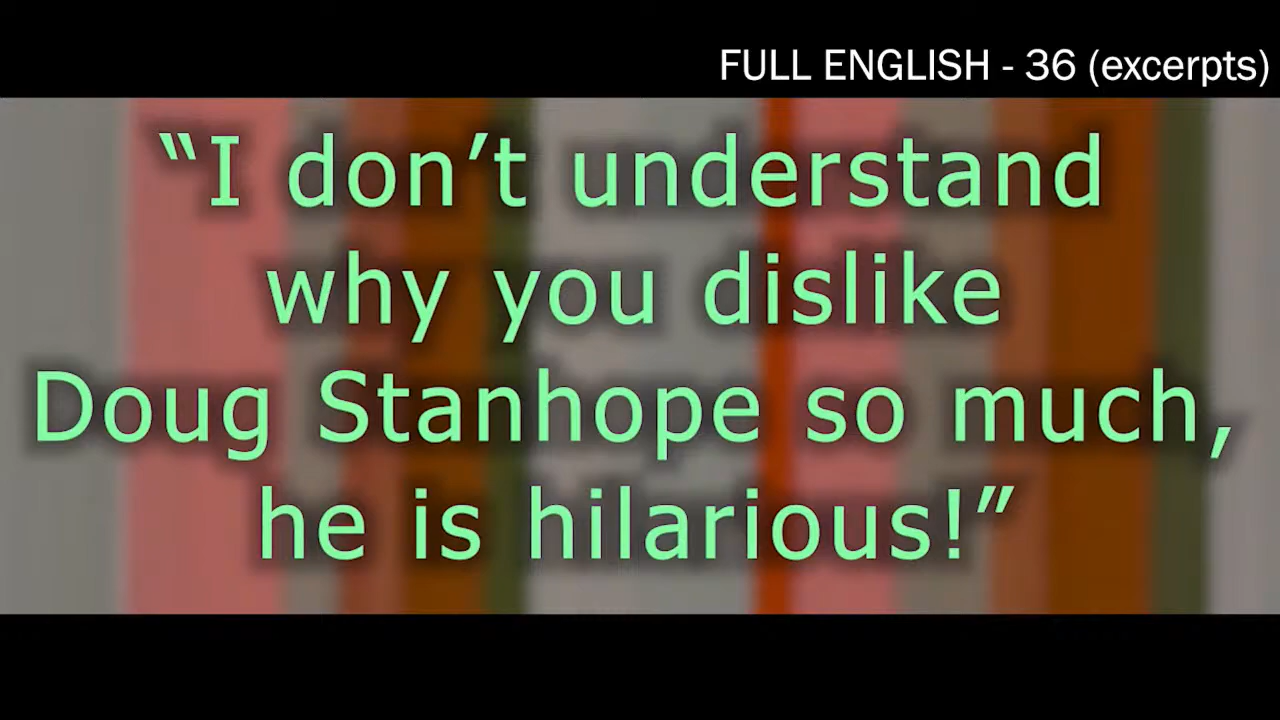 FULL ENGLISH - 36 (excerpts)
“I don’t understand
why you dislike
Doug Stanhope so much,
he is hilarious!”